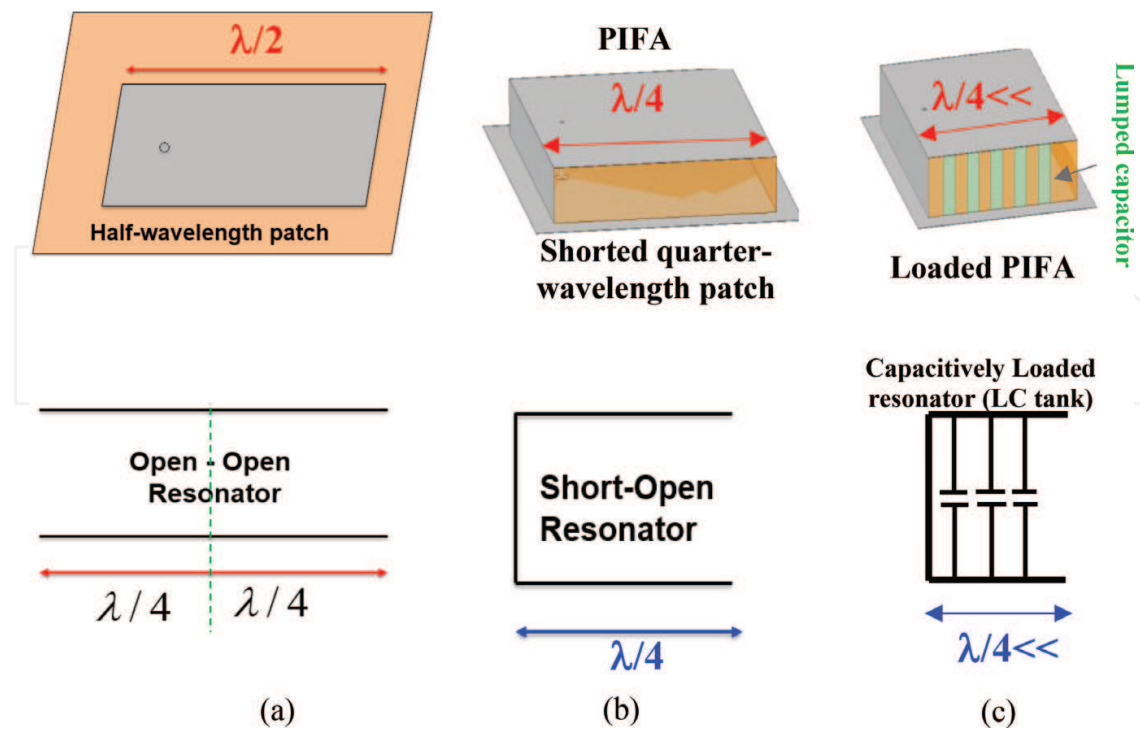 λ/2
Half-wavelength patch
PIFA
λ/4
Shorted quarter-
wavelength patch
λ/4<<
Lumped capacitor
Loaded PIFA
Open - Open
Resonator
λ/4
λ/4
Short-Open
Resonator
λ/4
Capacitively Loaded
resonator (LC tank)
λ/4<<
(a)
(b)
(c)